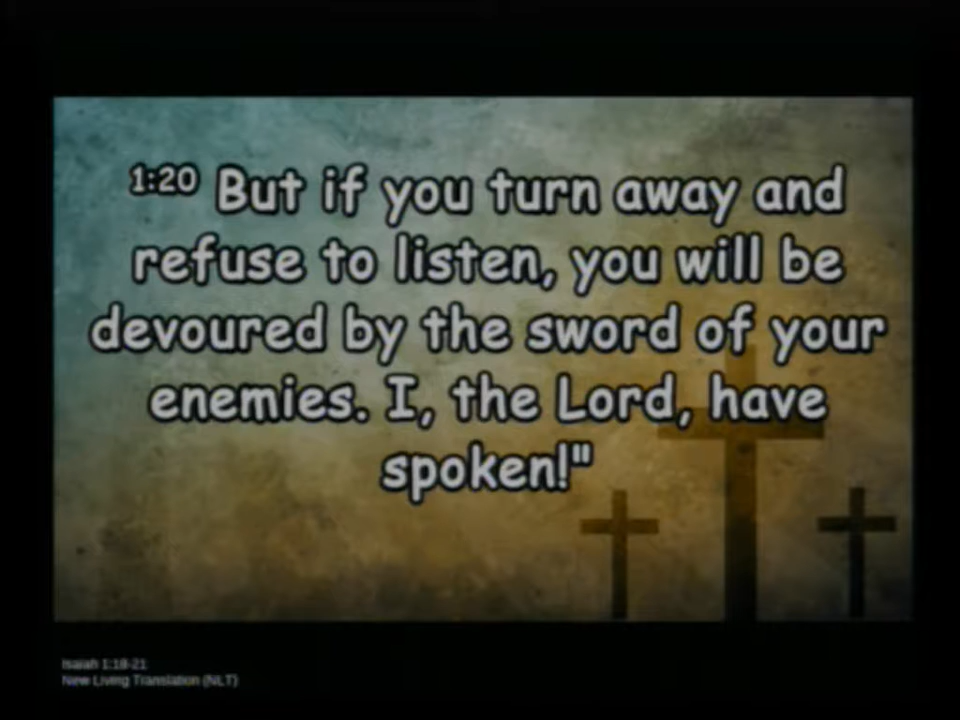 1:20 But if you turn away and
refuse to listen, you will be
devoured by the sword of your
enemies. I, the Lord, have
spoken!"
Isaiah 1:18-21
New Living Translation (NLT)